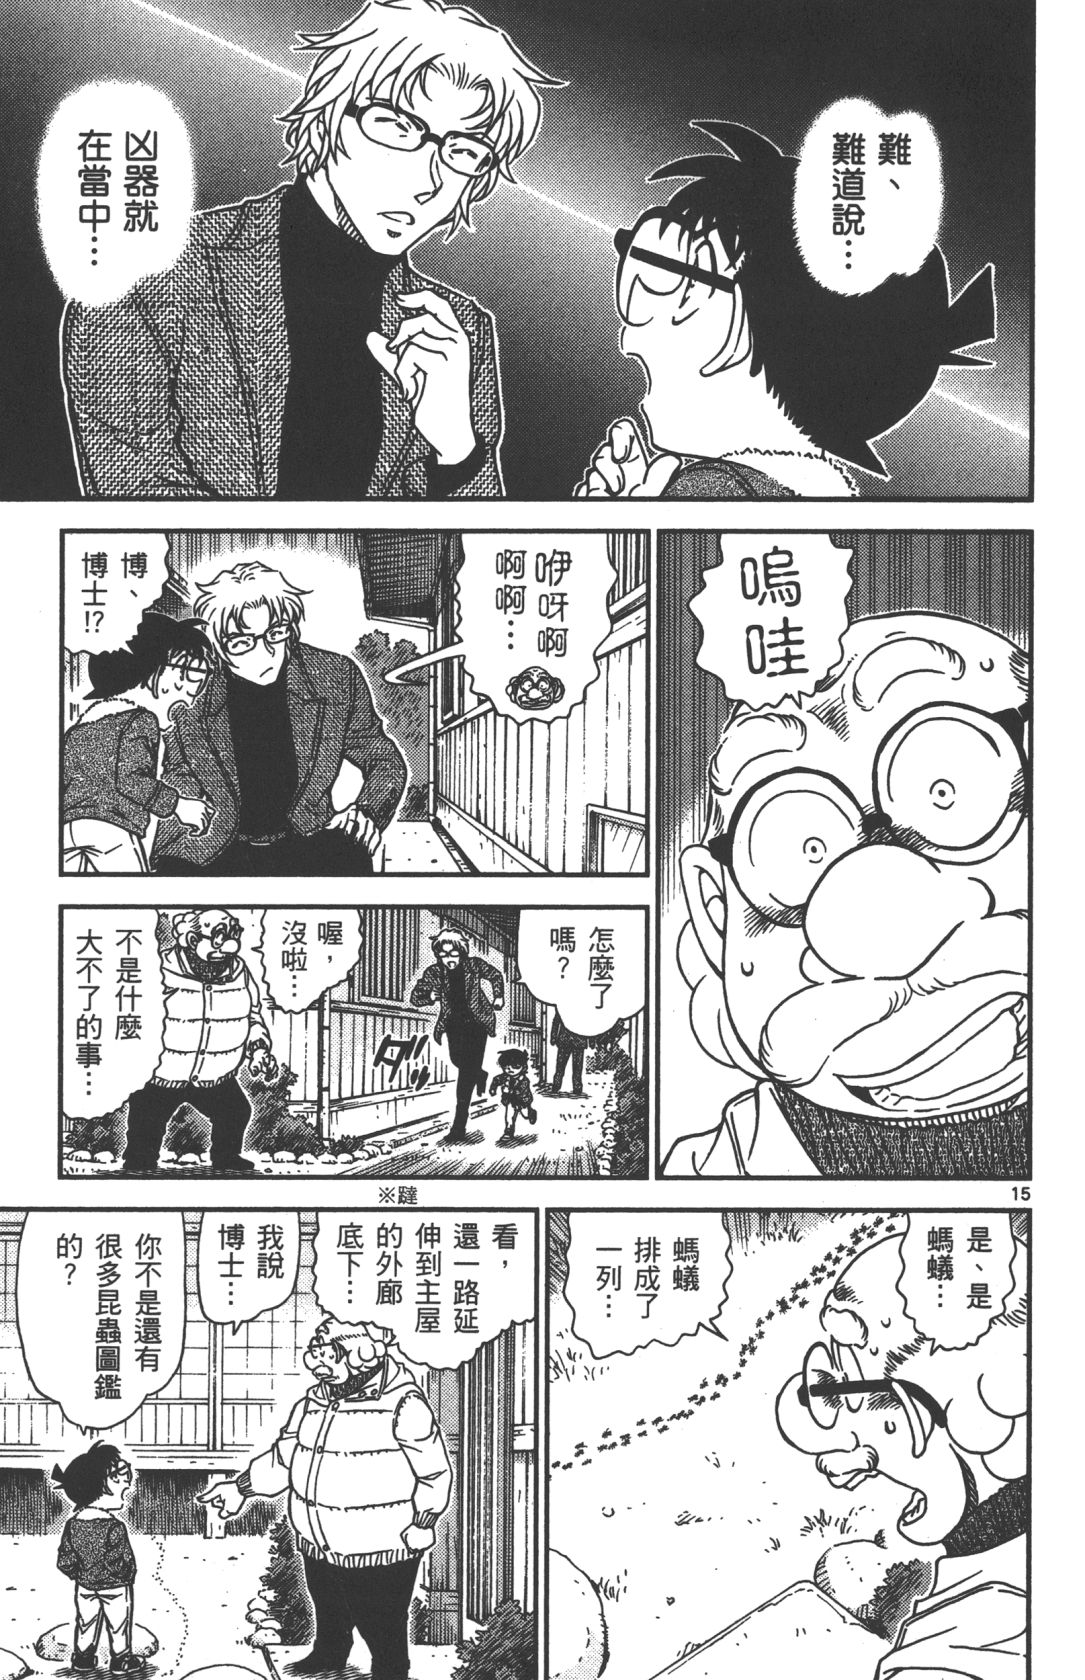 難、
難道說…
凶器就
在當中…
嗚
哇
咿呀啊
啊啊…
博、
博士!?
怎麼了
嗎？
喔，
沒啦…
不是什麼
大不了的事…
ダッ
※躂
15
是、是
螞蟻…
螞蟻
排成了
一列…
看，
還一路延
伸到主屋
的外廊
底下…
我說
博士…
你不是還有
很多昆蟲圖鑑
的？